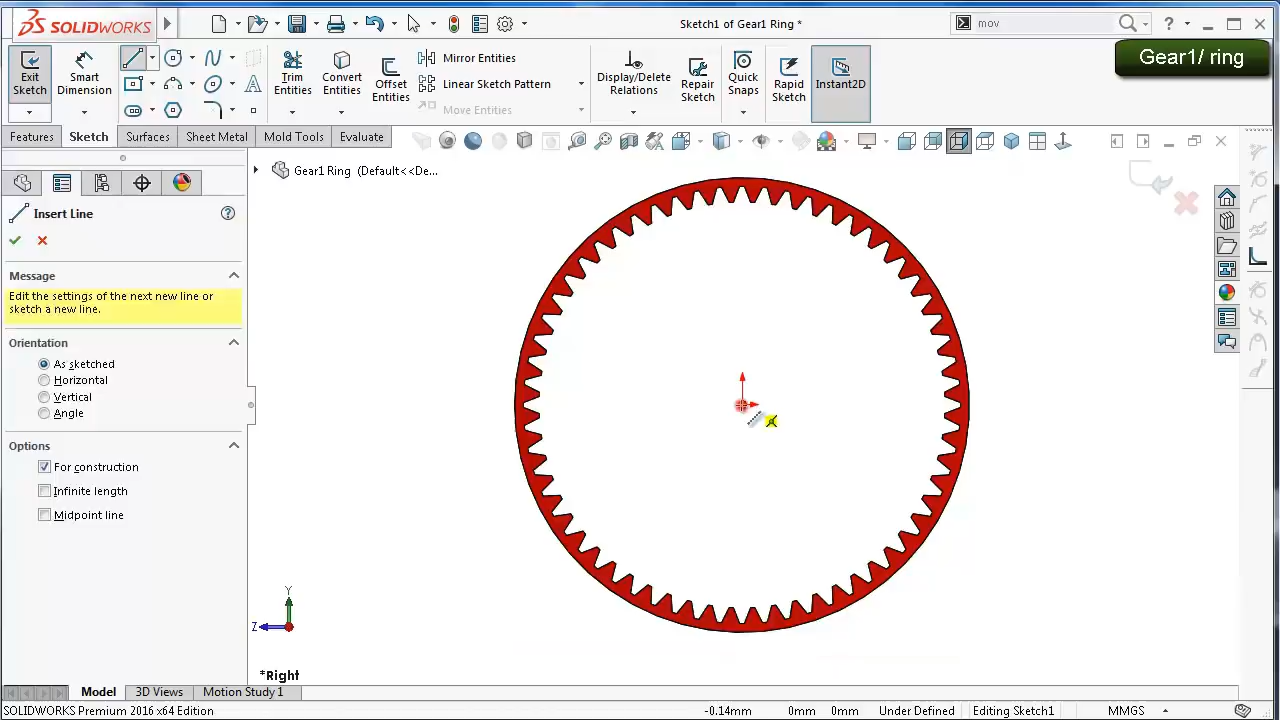 SOLIDWORKS
Sketch1 of Gear1 Ring *
mov
?
Gear1/ ring
Exit Sketch
Smart Dimension
Trim Entities
Convert Entities
Offset Entities
Mirror Entities
Linear Sketch Pattern
Move Entities
Display/Delete Relations
Repair Sketch
Quick Snaps
Rapid Sketch
Instant2D
Features
Sketch
Surfaces
Sheet Metal
Mold Tools
Evaluate
Gear1 Ring (Default<<De...
Insert Line
?
Message
Edit the settings of the next new line or
sketch a new line.
Orientation
As sketched
Horizontal
Vertical
Angle
Options
For construction
Infinite length
Midpoint line
Y
Z
*Right
Model
3D Views
Motion Study 1
SOLIDWORKS Premium 2016 x64 Edition
-0.14mm
0mm
0mm
Under Defined
Editing Sketch1
MMGS